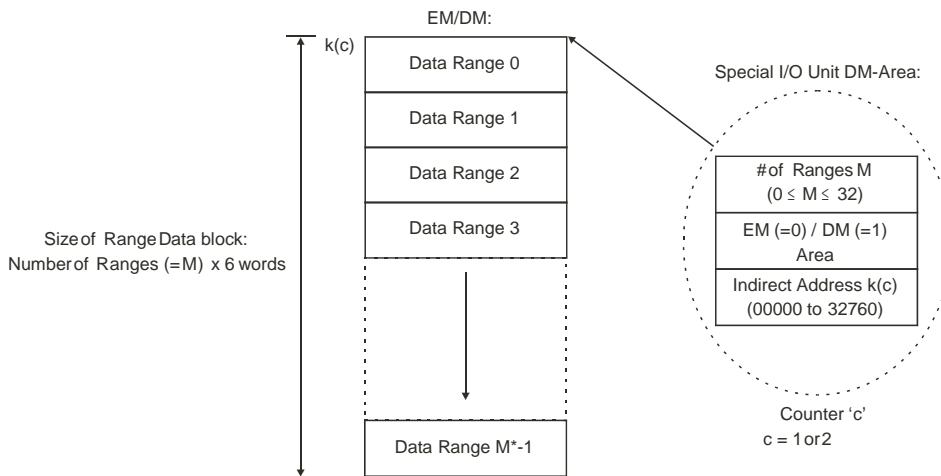 EM/DM:
k(c)
Data Range 0
Data Range 1
Data Range 2
Data Range 3
Data Range M*-1
Size of Range Data block:
Number of Ranges (=M) x 6 words
Special I/O Unit DM-Area:
# of Ranges M
(0 ≤ M ≤ 32)
EM (=0) / DM (=1)
Area
Indirect Address k(c)
(00000 to 32760)
Counter ‘c’
c = 1 or 2